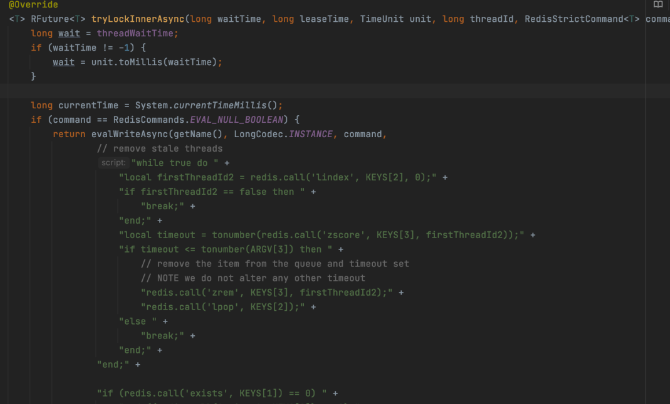 @Override
<T> RFuture<T> tryLockInnerAsync(long waitTime, long leaseTime, TimeUnit unit, long threadId, RedisStrictCommand<T>
long wait = threadWaitTime;
if (waitTime != -1) {
wait = unit.toMillis(waitTime);
}
long currentTime = System.currentTimeMillis();
if (command == RedisCommands.EVAL_NULL_BOOLEAN) {
return evalWriteAsync(getName(), LongCodec.INSTANCE, command,
// remove stale threads
script: "while true do " +
"local firstThreadId2 = redis.call('lindex', KEYS[2], 0);" +
"if firstThreadId2 == false then " +
"break;" +
"end;" +
"local timeout = tonumber(redis.call('zscore', KEYS[3], firstThreadId2));" +
"if timeout <= tonumber(ARGV[3]) then " +
// remove the item from the queue and timeout set
// NOTE we do not alter any other timeout
"redis.call('zrem', KEYS[3], firstThreadId2);" +
"redis.call('lpop', KEYS[2]);" +
"else " +
"break;" +
"end;" +
"end;" +
"if (redis.call('exists', KEYS[1]) == 0) " +